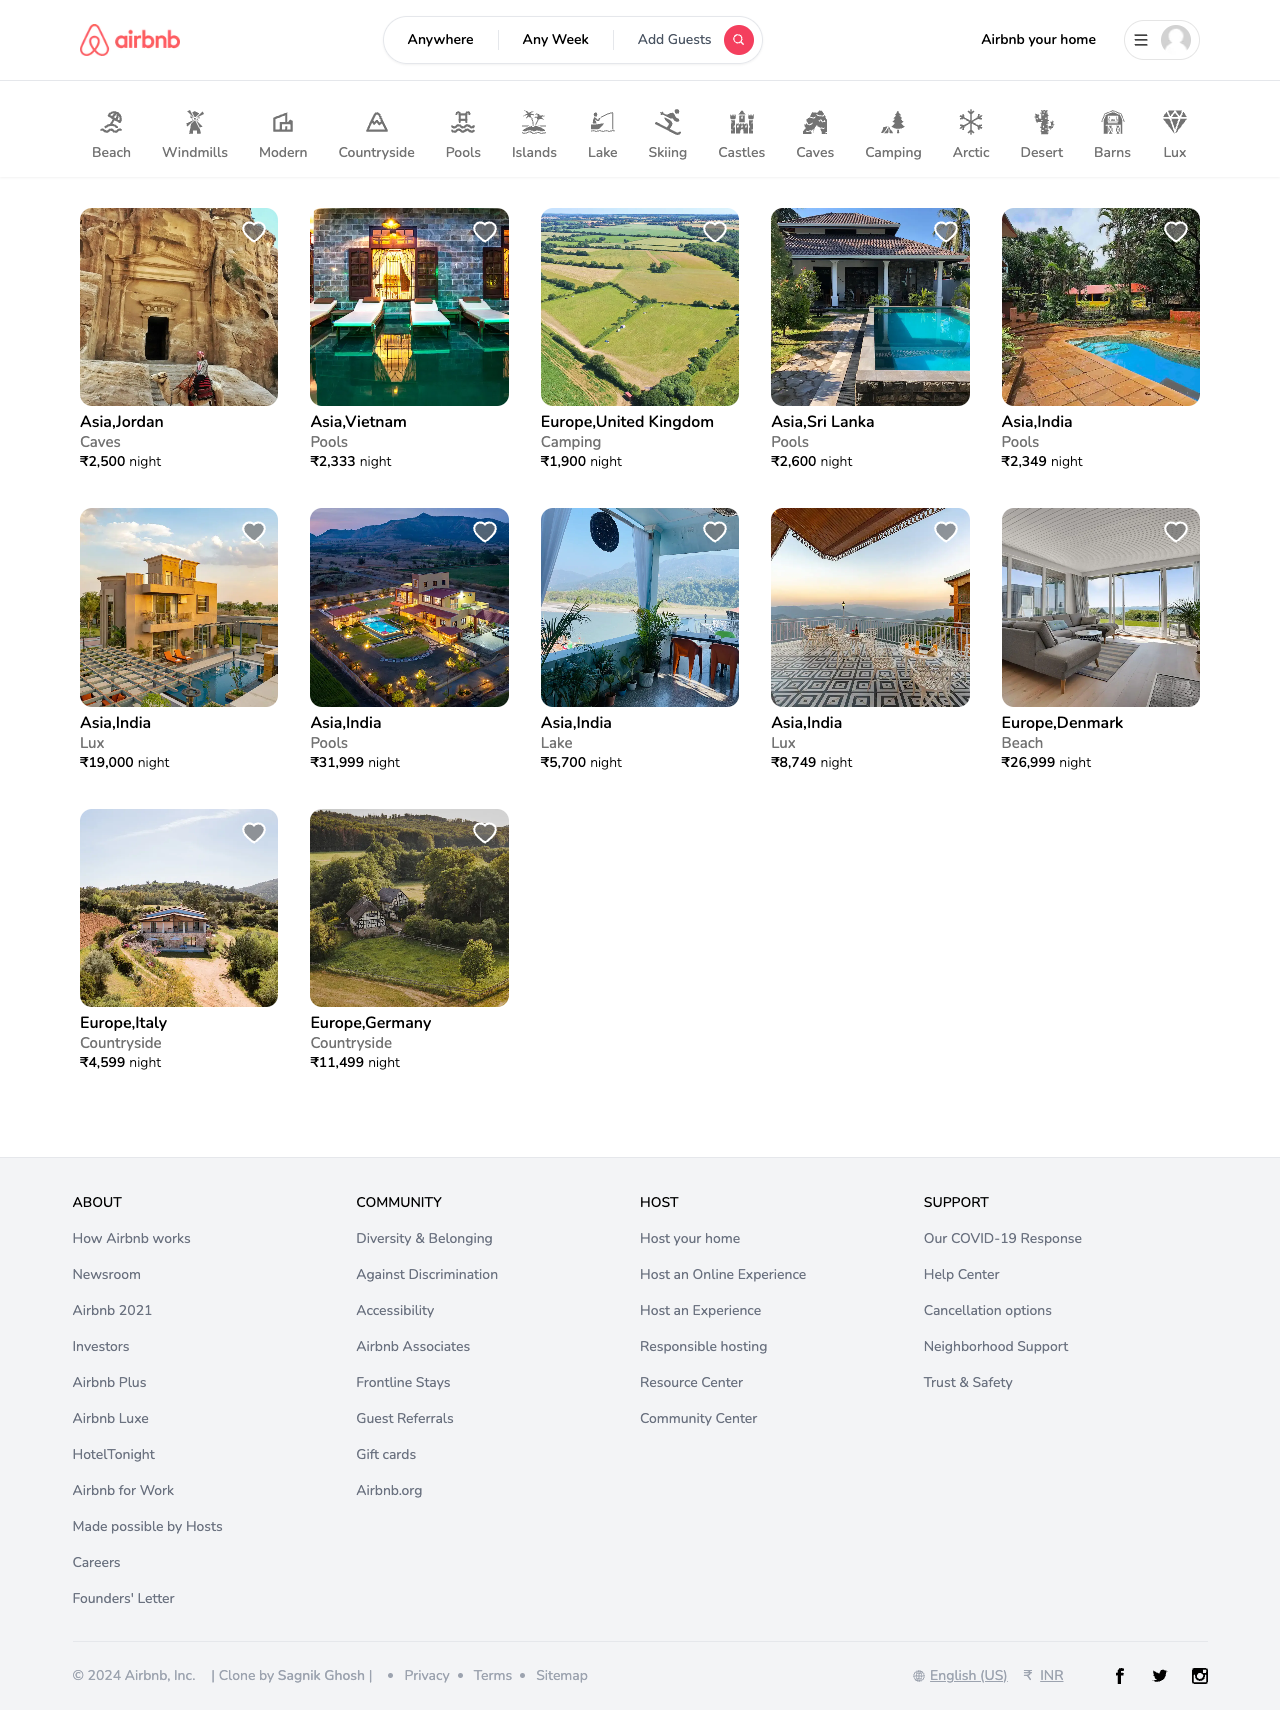 airbnb
Anywhere
Any Week
Add Guests
Airbnb your home
Beach
Windmills
Modern
Countryside
Pools
Islands
Lake
Skiing
Castles
Caves
Camping
Arctic
Desert
Barns
Lux
Asia,Jordan
Caves
₹2,500 night
Asia,Vietnam
Pools
₹2,333 night
Europe,United Kingdom
Camping
₹1,900 night
Asia,Sri Lanka
Pools
₹2,600 night
Asia,India
Pools
₹2,349 night
Asia,India
Lux
₹19,000 night
Asia,India
Pools
₹31,999 night
Asia,India
Lake
₹5,700 night
Asia,India
Lux
₹8,749 night
Europe,Denmark
Beach
₹26,999 night
Europe,Italy
Countryside
₹4,599 night
Europe,Germany
Countryside
₹11,499 night
ABOUT
How Airbnb works
Newsroom
Airbnb 2021
Investors
Airbnb Plus
Airbnb Luxe
HotelTonight
Airbnb for Work
Made possible by Hosts
Careers
Founders' Letter
COMMUNITY
Diversity & Belonging
Against Discrimination
Accessibility
Airbnb Associates
Frontline Stays
Guest Referrals
Gift cards
Airbnb.org
HOST
Host your home
Host an Online Experience
Host an Experience
Responsible hosting
Resource Center
Community Center
SUPPORT
Our COVID-19 Response
Help Center
Cancellation options
Neighborhood Support
Trust & Safety
© 2024 Airbnb, Inc. | Clone by Sagnik Ghosh | • Privacy • Terms • Sitemap
English (US) ₹ INR